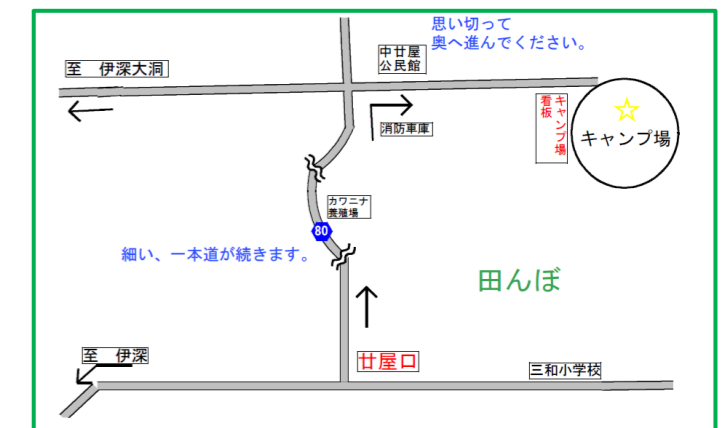 思い切って
奥へ進んでください。
中廿屋
公民館
至 伊深大洞
消防車庫
キャンプ場
看板
☆
キャンプ場
カワニナ
養殖場
80
細い、一本道が続きます。
田んぼ
至 伊深
廿屋口
三和小学校